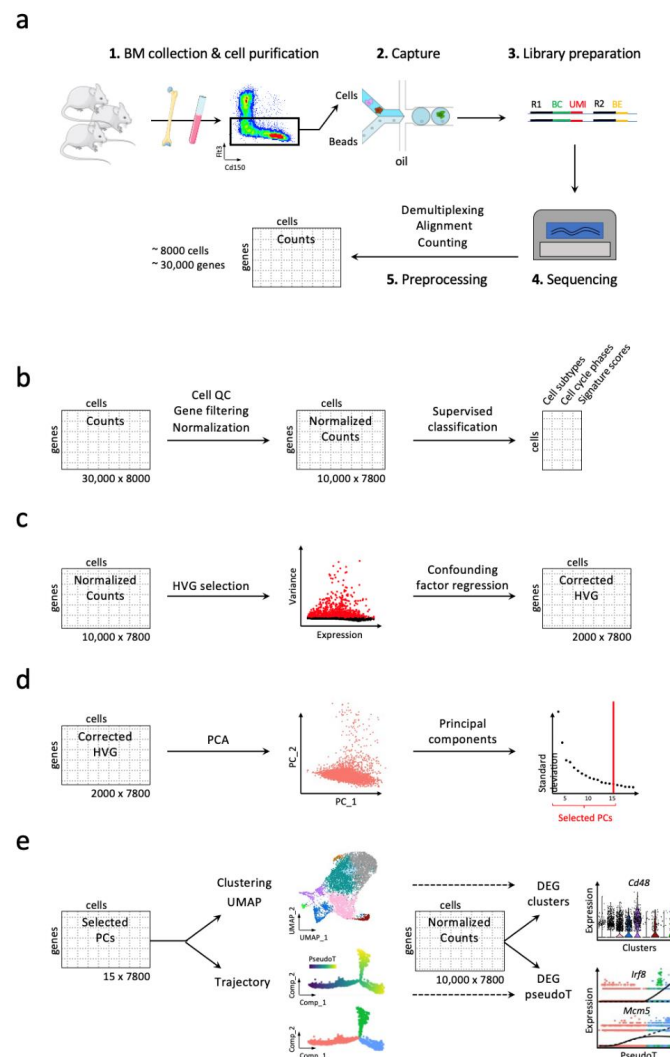 a
1. BM collection & cell purification
2. Capture
3. Library preparation
Cells
Beads
oil
Flt3
Cd150
R1 BC UMI R2 BE
cells
genes
Counts
~ 8000 cells
~ 30,000 genes
Demultiplexing
Alignment
Counting
5. Preprocessing
4. Sequencing
b
cells
genes
Counts
30,000 x 8000
Cell QC
Gene filtering
Normalization
cells
genes
Normalized
Counts
10,000 x 7800
Supervised
classification
Cell subtypes
Cell cycle phases
Signature scores
cells
c
cells
genes
Normalized
Counts
10,000 x 7800
HVG selection
Variance
Expression
Confounding
factor regression
cells
genes
Corrected
HVG
2000 x 7800
d
cells
genes
Corrected
HVG
2000 x 7800
PCA
PC_2
PC_1
Principal
components
Standard
deviation
5 10 15
Selected PCs
e
cells
genes
Selected
PCs
15 x 7800
Clustering
UMAP
Trajectory
UMAP_2
UMAP_1
PseudoT
Comp_2
Comp_1
Comp_2
Comp_1
cells
genes
Normalized
Counts
10,000 x 7800
DEG
clusters
DEG
pseudoT
Cd48
Expression
Clusters
Irf8
Mcm5
Expression